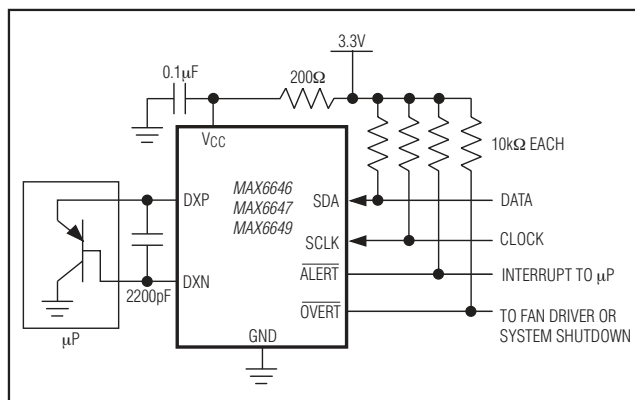 3.3V
0.1μF
200Ω
VCC
10kΩ EACH
MAX6646
MAX6647
MAX6649
DXP
SDA
DATA
SCLK
CLOCK
DXN
ALERT
INTERRUPT TO μP
2200pF
OVERT
TO FAN DRIVER OR
SYSTEM SHUTDOWN
GND
μP